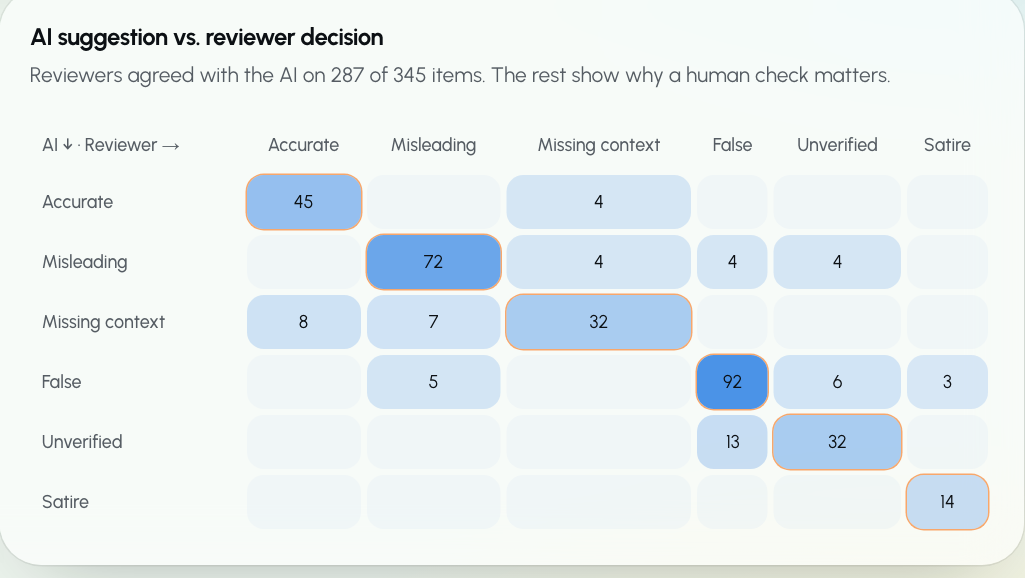 AI suggestion vs. reviewer decision
Reviewers agreed with the AI on 287 of 345 items. The rest show why a human check matters.
AI ↓ · Reviewer → Accurate Misleading Missing context False Unverified Satire
Accurate 45 4
Misleading 72 4 4 4
Missing context 8 7 32
False 5 92 6 3
Unverified 13 32
Satire 14